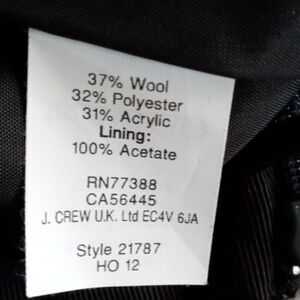 37% Wool
32% Polyester
31% Acrylic
Lining:
100% Acetate
RN77388
CA56445
J. CREW U.K. Ltd EC4V 6JA
Style 21787
HO 12